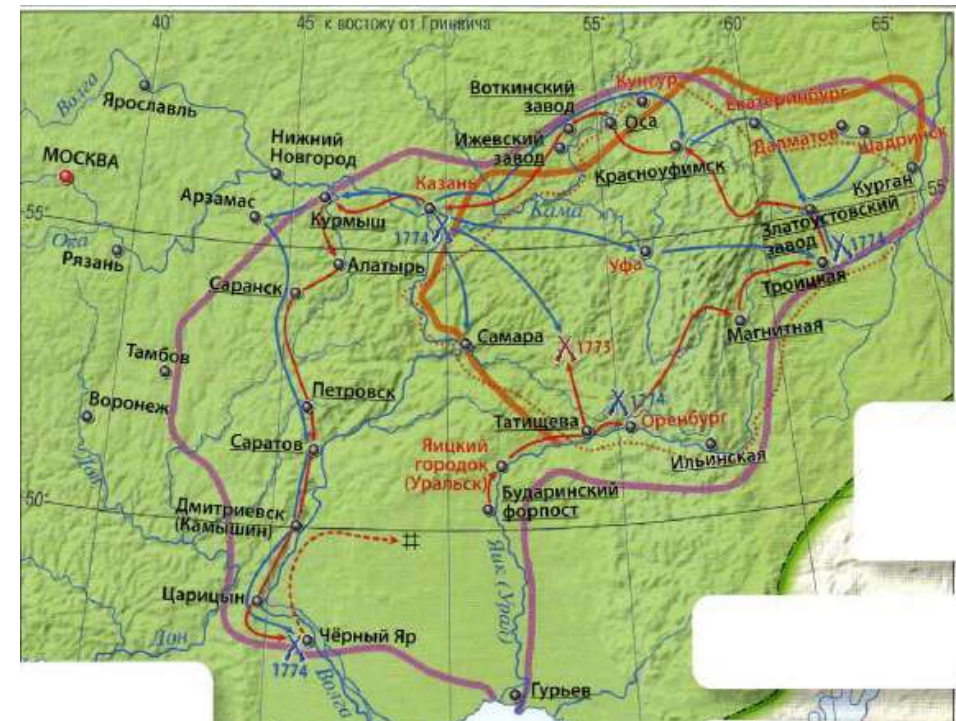 40°
45° к востоку от Гринвича
55°
60°
65°
Волга
Ярославль
Воткинский
завод
Кунгур
Екатеринбург
Оса
Ижевский
завод
Далматов
Шадринск
Нижний
Новгород
МОСКВА
Казань
Красноуфимск
Курган
55°
Арзамас
Курмыш
Кама
Златоустовский
завод
55°
Ока
Рязань
1774
1774
Уфа
Алатырь
Троицкая
Саранск
Магнитная
Самара
1773
Тамбов
Петровск
1774
Воронеж
Татищева
Оренбург
Саратов
Яицкий
городок
(Уральск)
Ильинская
Дон
Бударинский
форпост
50°
Дмитриевск
(Камышин)
Яик (Урал)
Царицын
Дон
Чёрный Яр
1774
Волга
Гурьев